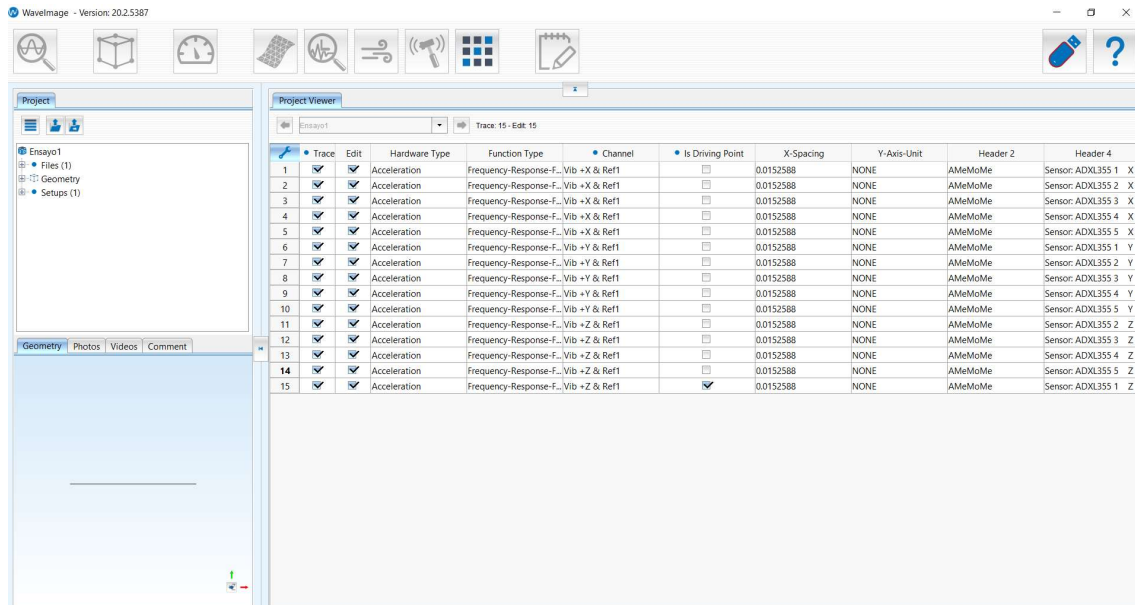 WaveImage - Version: 20.2.5387
Project
Project Viewer
Ensayo1
Trace: 15 - Edit: 15
Ensayo1
Files (1)
Geometry
Setups (1)
Geometry Photos Videos Comment
Trace Edit Hardware Type Function Type Channel Is Driving Point X-Spacing Y-Axis-Unit Header 2 Header 4
1 Acceleration Frequency-Response-F... Vib +X & Ref1 0.0152588 NONE AMeMoMe Sensor: ADXL355 1 X
2 Acceleration Frequency-Response-F... Vib +X & Ref1 0.0152588 NONE AMeMoMe Sensor: ADXL355 2 X
3 Acceleration Frequency-Response-F... Vib +X & Ref1 0.0152588 NONE AMeMoMe Sensor: ADXL355 3 X
4 Acceleration Frequency-Response-F... Vib +X & Ref1 0.0152588 NONE AMeMoMe Sensor: ADXL355 4 X
5 Acceleration Frequency-Response-F... Vib +X & Ref1 0.0152588 NONE AMeMoMe Sensor: ADXL355 5 X
6 Acceleration Frequency-Response-F... Vib +Y & Ref1 0.0152588 NONE AMeMoMe Sensor: ADXL355 1 Y
7 Acceleration Frequency-Response-F... Vib +Y & Ref1 0.0152588 NONE AMeMoMe Sensor: ADXL355 2 Y
8 Acceleration Frequency-Response-F... Vib +Y & Ref1 0.0152588 NONE AMeMoMe Sensor: ADXL355 3 Y
9 Acceleration Frequency-Response-F... Vib +Y & Ref1 0.0152588 NONE AMeMoMe Sensor: ADXL355 4 Y
10 Acceleration Frequency-Response-F... Vib +Y & Ref1 0.0152588 NONE AMeMoMe Sensor: ADXL355 5 Y
11 Acceleration Frequency-Response-F... Vib +Z & Ref1 0.0152588 NONE AMeMoMe Sensor: ADXL355 2 Z
12 Acceleration Frequency-Response-F... Vib +Z & Ref1 0.0152588 NONE AMeMoMe Sensor: ADXL355 3 Z
13 Acceleration Frequency-Response-F... Vib +Z & Ref1 0.0152588 NONE AMeMoMe Sensor: ADXL355 4 Z
14 Acceleration Frequency-Response-F... Vib +Z & Ref1 0.0152588 NONE AMeMoMe Sensor: ADXL355 5 Z
15 Acceleration Frequency-Response-F... Vib +Z & Ref1 0.0152588 NONE AMeMoMe Sensor: ADXL355 1 Z